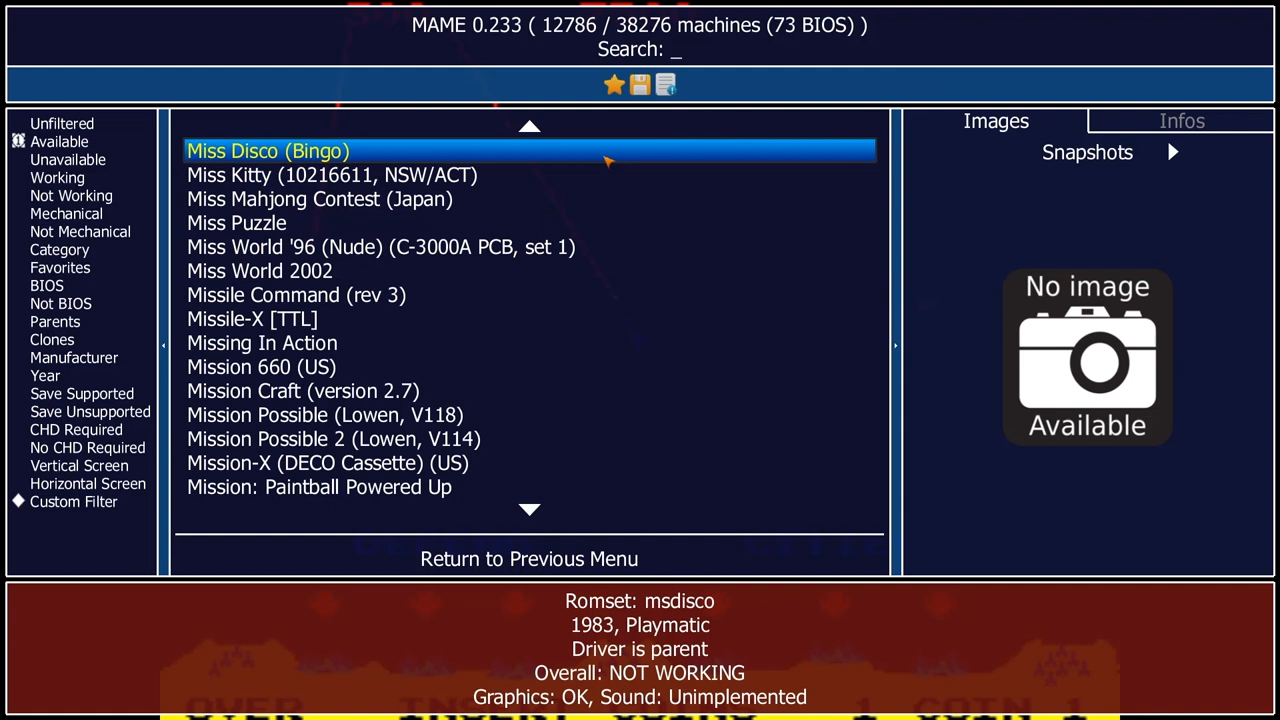 MAME 0.233 ( 12786 / 38276 machines (73 BIOS) )
Search: _
Unfiltered
Available
Unavailable
Working
Not Working
Mechanical
Not Mechanical
Category
Favorites
BIOS
Not BIOS
Parents
Clones
Manufacturer
Year
Save Supported
Save Unsupported
CHD Required
No CHD Required
Vertical Screen
Horizontal Screen
Custom Filter
Miss Disco (Bingo)
Miss Kitty (10216611, NSW/ACT)
Miss Mahjong Contest (Japan)
Miss Puzzle
Miss World '96 (Nude) (C-3000A PCB, set 1)
Miss World 2002
Missile Command (rev 3)
Missile-X [TTL]
Missing In Action
Mission 660 (US)
Mission Craft (version 2.7)
Mission Possible (Lowen, V118)
Mission Possible 2 (Lowen, V114)
Mission-X (DECO Cassette) (US)
Mission: Paintball Powered Up
Return to Previous Menu
Images
Infos
Snapshots
No image
Available
Romset: msdisco
1983, Playmatic
Driver is parent
Overall: NOT WORKING
Graphics: OK, Sound: Unimplemented
OVER INSERT COINS 1 COIN 1